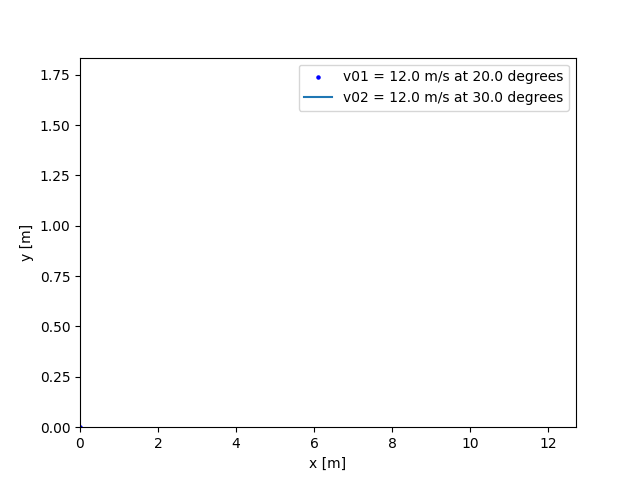 v01 = 12.0 m/s at 20.0 degrees
v02 = 12.0 m/s at 30.0 degrees
1.75
1.50
1.25
1.00
0.75
0.50
0.25
0.00
y [m]
0 2 4 6 8 10 12
x [m]